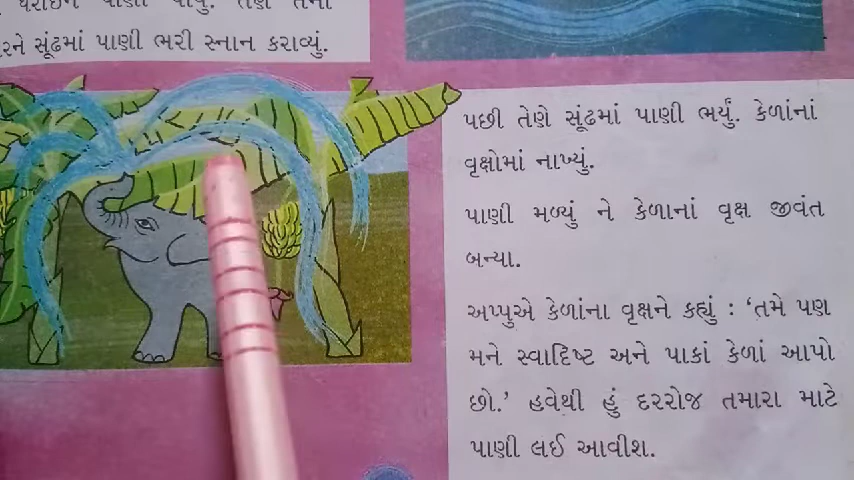 સૂંઢમાં પાણી ભરી સ્નાન કરાવ્યું.
પછી તેણે સૂંઢમાં પાણી ભર્યું. કેળાંનાં
વૃક્ષોમાં નાખ્યું.
પાણી મળ્યું ને કેળાનાં વૃક્ષ જીવંત
બન્યા.
અપ્પુએ કેળાંના વૃક્ષને કહ્યું : ‘તમે પણ
મને સ્વાદિષ્ટ અને પાકાં કેળાં આપો
છો.’ હવેથી હું દરરોજ તમારા માટે
પાણી લઈ આવીશ.